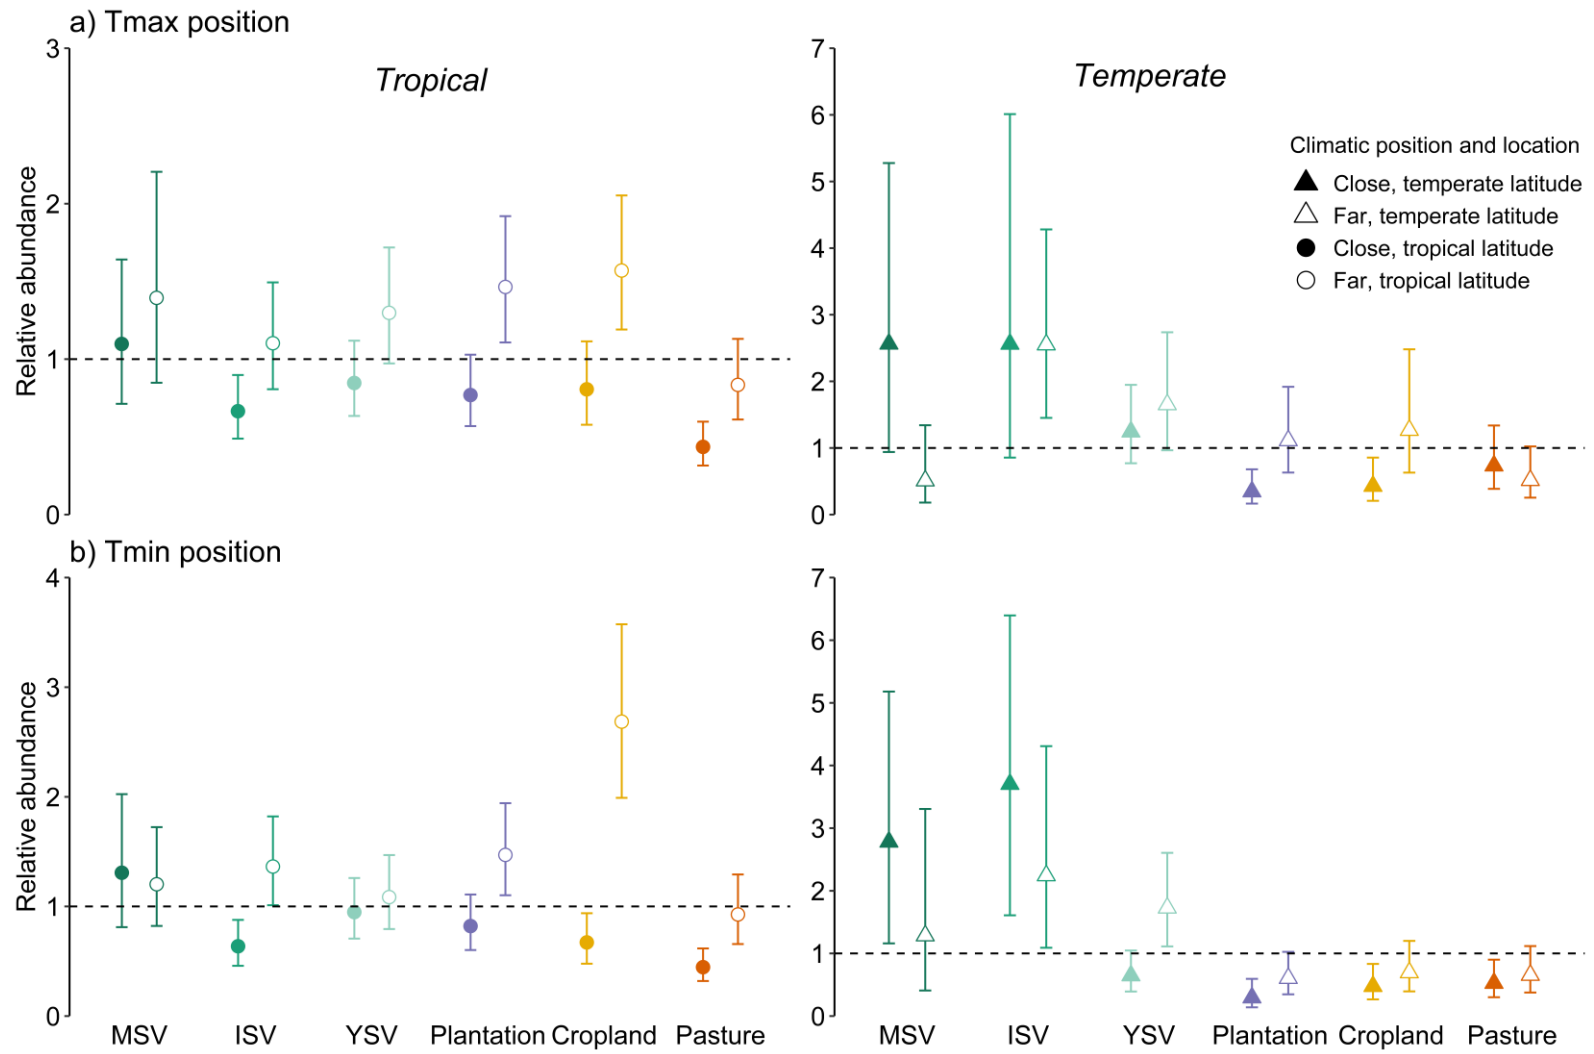 a) Tmax position
Tropical
Relative abundance
3
2
1
0
Temperate
7
6
5
4
3
2
1
0
Climatic position and location
Close, temperate latitude
Far, temperate latitude
Close, tropical latitude
Far, tropical latitude
b) Tmin position
Relative abundance
4
3
2
1
0
MSV ISV YSV Plantation Cropland Pasture
7
6
5
4
3
2
1
0
MSV ISV YSV Plantation Cropland Pasture